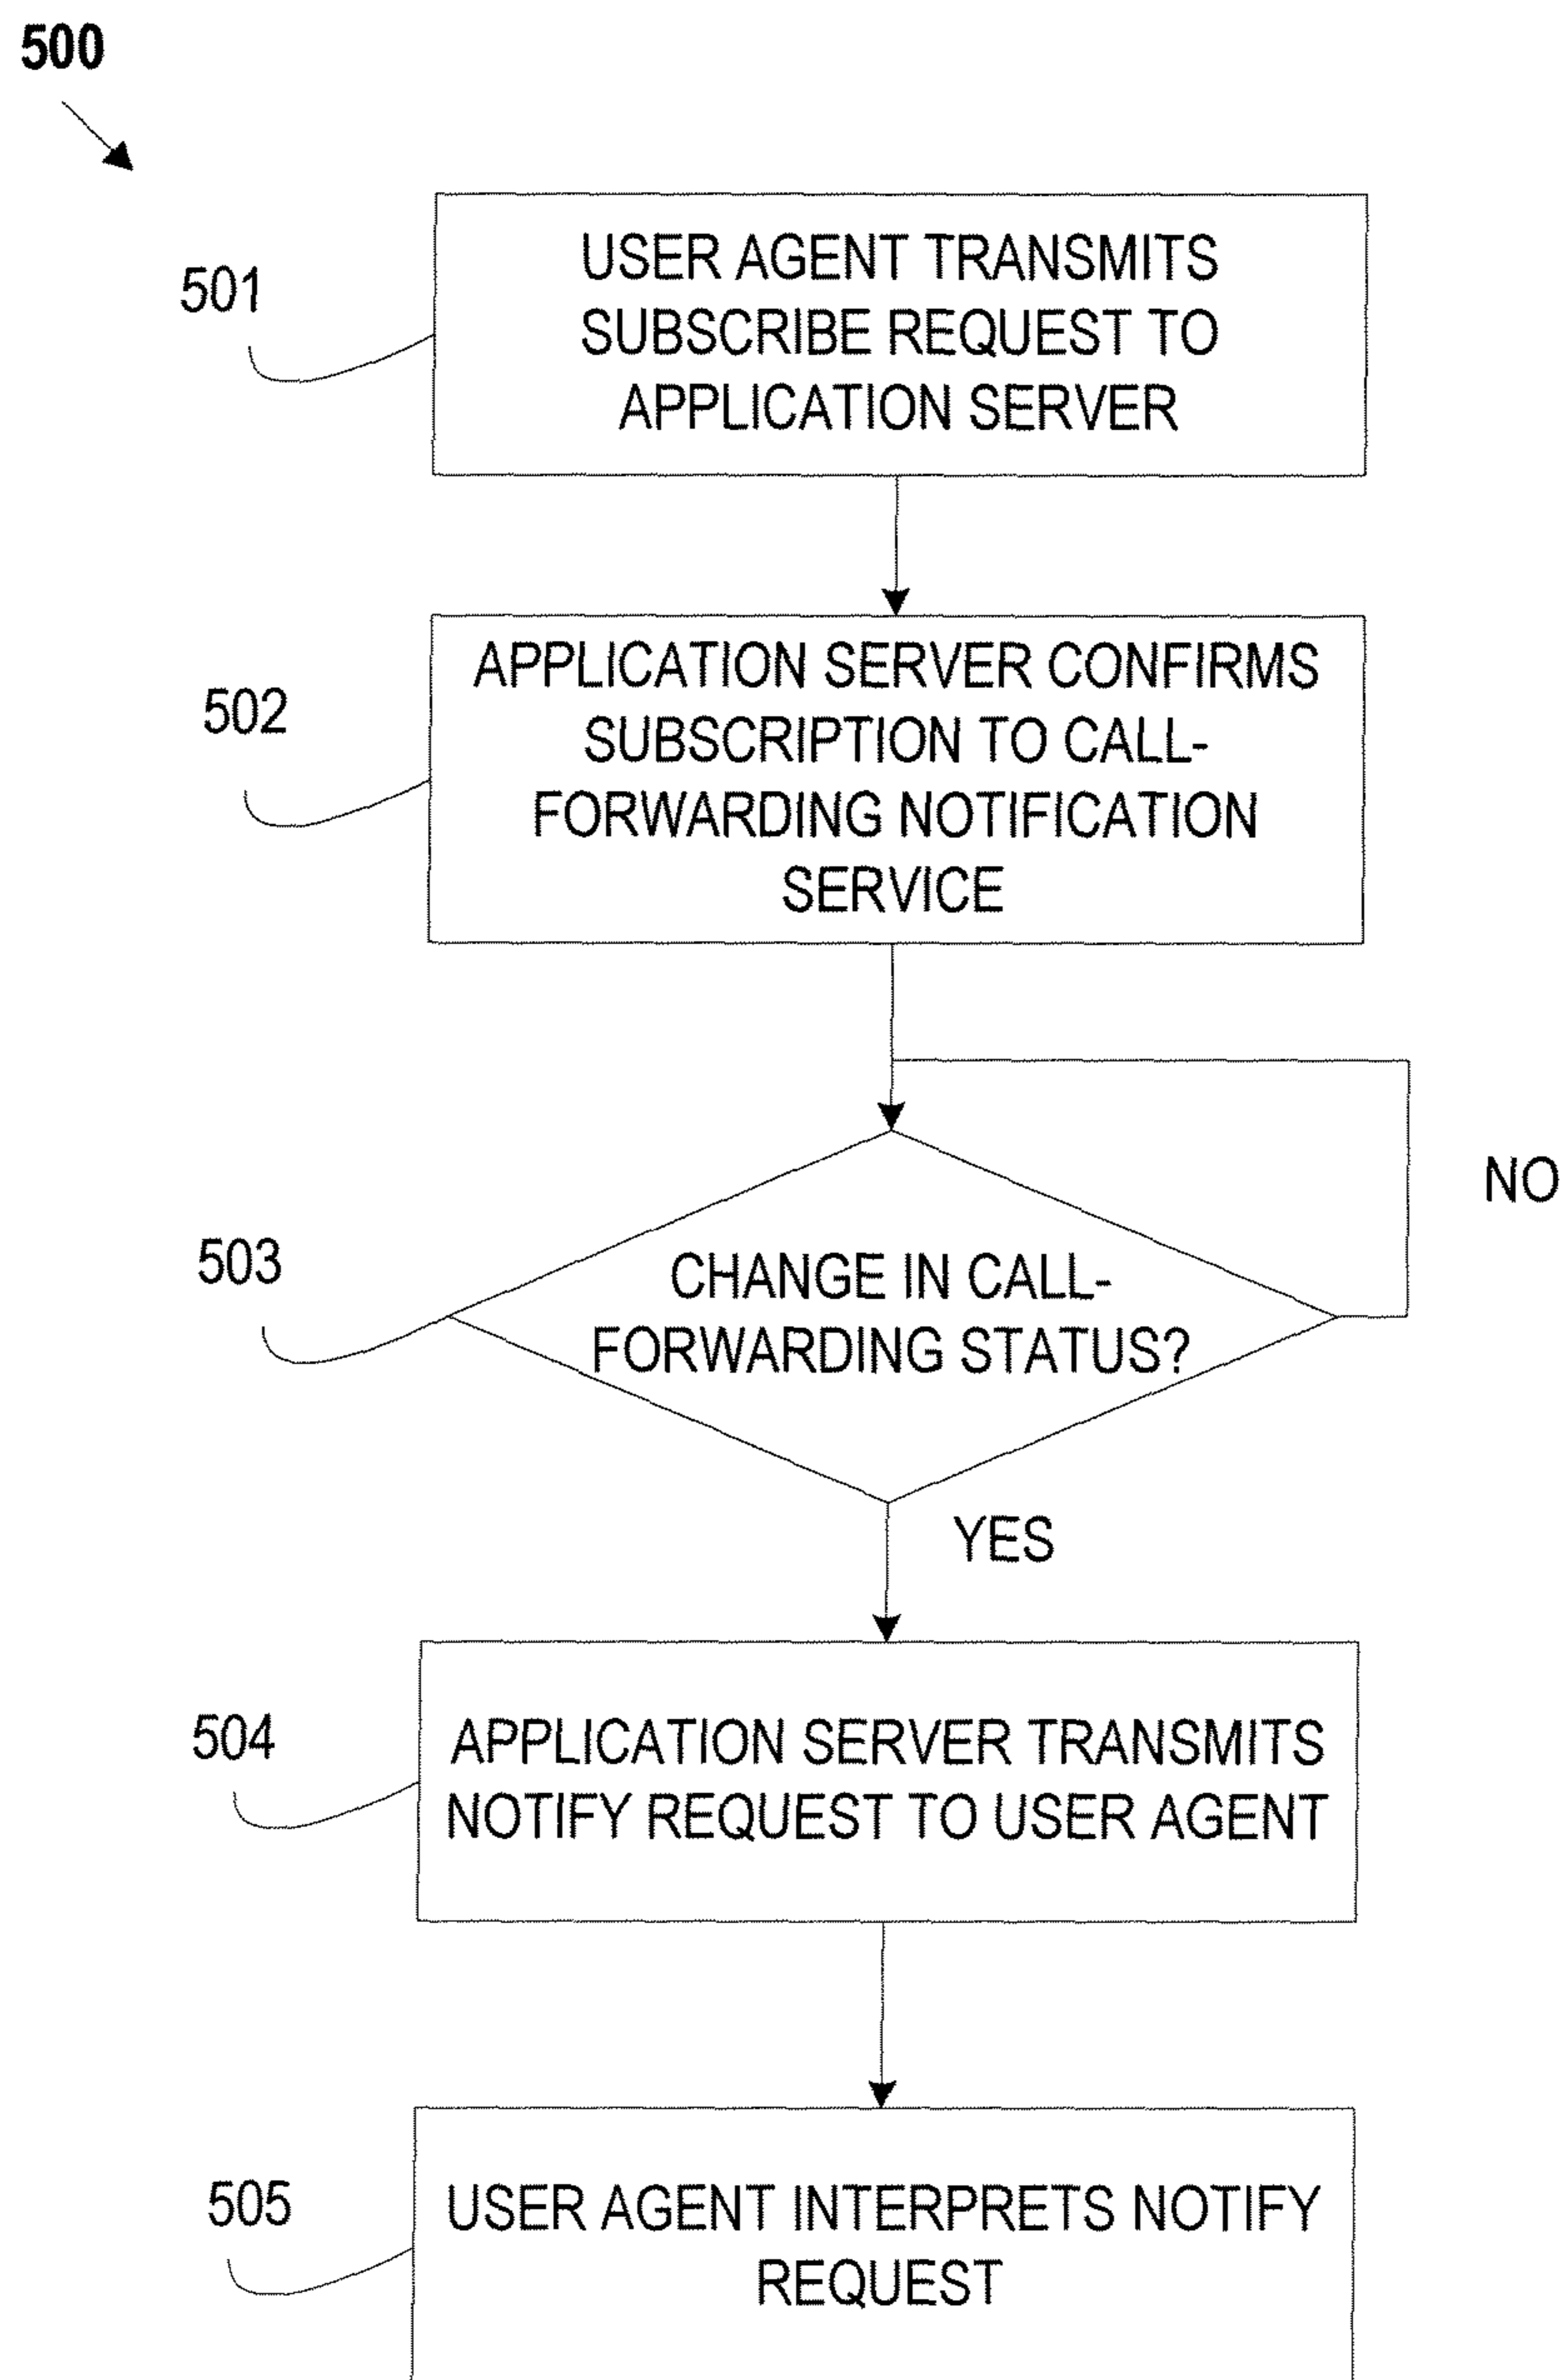 500
501
USER AGENT TRANSMITS
SUBSCRIBE REQUEST TO
APPLICATION SERVER
502
APPLICATION SERVER CONFIRMS
SUBSCRIPTION TO CALL-
FORWARDING NOTIFICATION
SERVICE
NO
503
CHANGE IN CALL-
FORWARDING STATUS?
YES
504
APPLICATION SERVER TRANSMITS
NOTIFY REQUEST TO USER AGENT
505
USER AGENT INTERPRETS NOTIFY
REQUEST